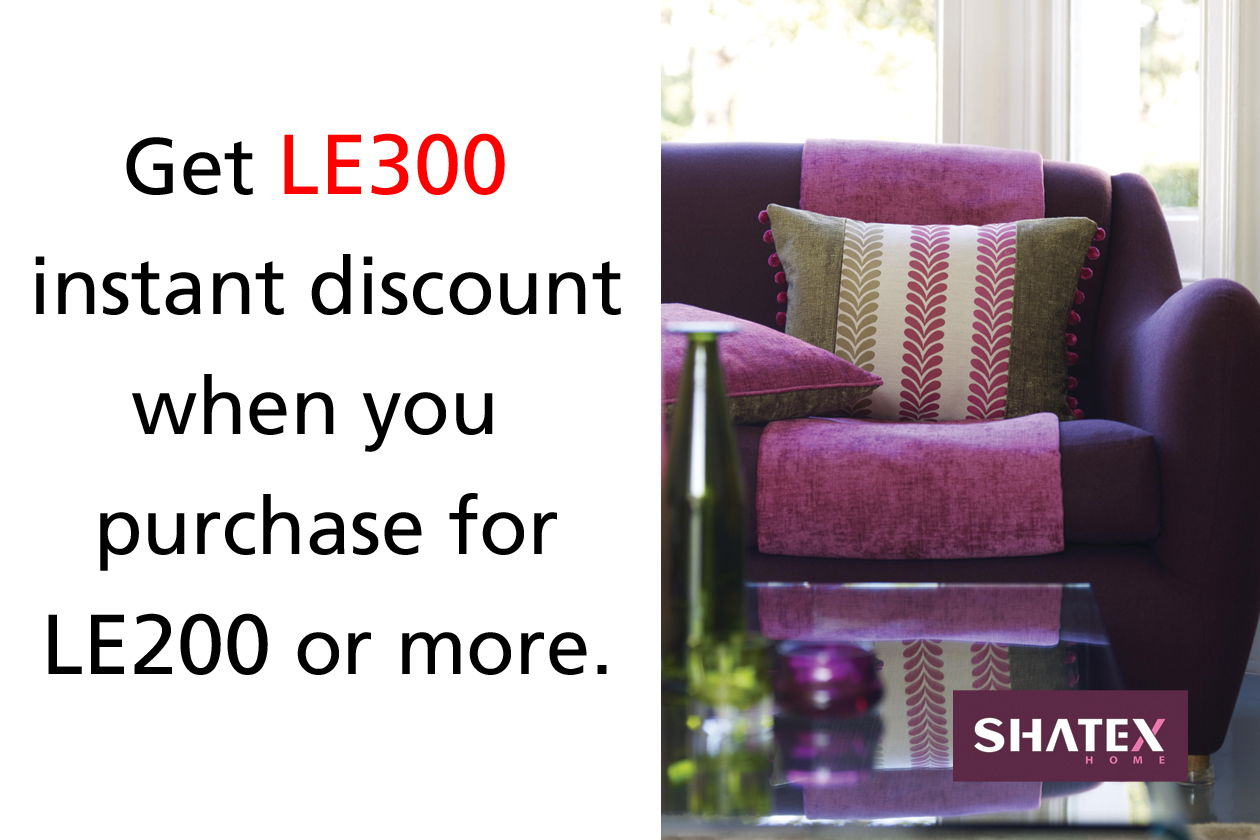 Get LE300
instant discount
when you
purchase for
LE200 or more.
SHATEX
HOME